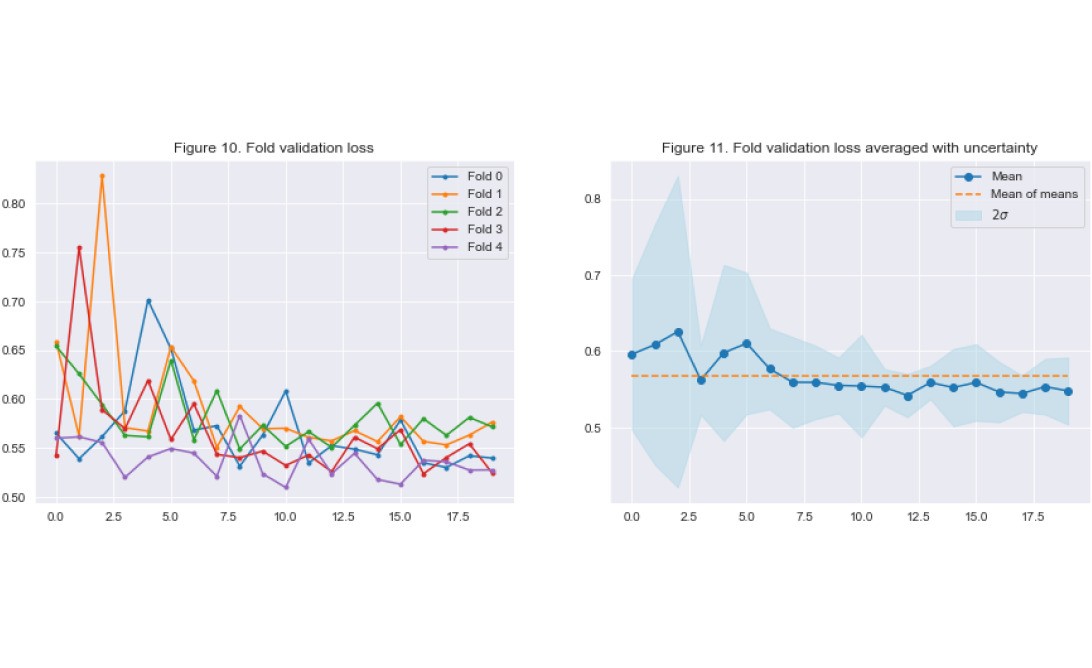 Figure 10. Fold validation loss
Fold 0
Fold 1
Fold 2
Fold 3
Fold 4
0.80
0.75
0.70
0.65
0.60
0.55
0.50
0.0 2.5 5.0 7.5 10.0 12.5 15.0 17.5
Figure 11. Fold validation loss averaged with uncertainty
Mean
Mean of means
2σ
0.8
0.7
0.6
0.5
0.0 2.5 5.0 7.5 10.0 12.5 15.0 17.5